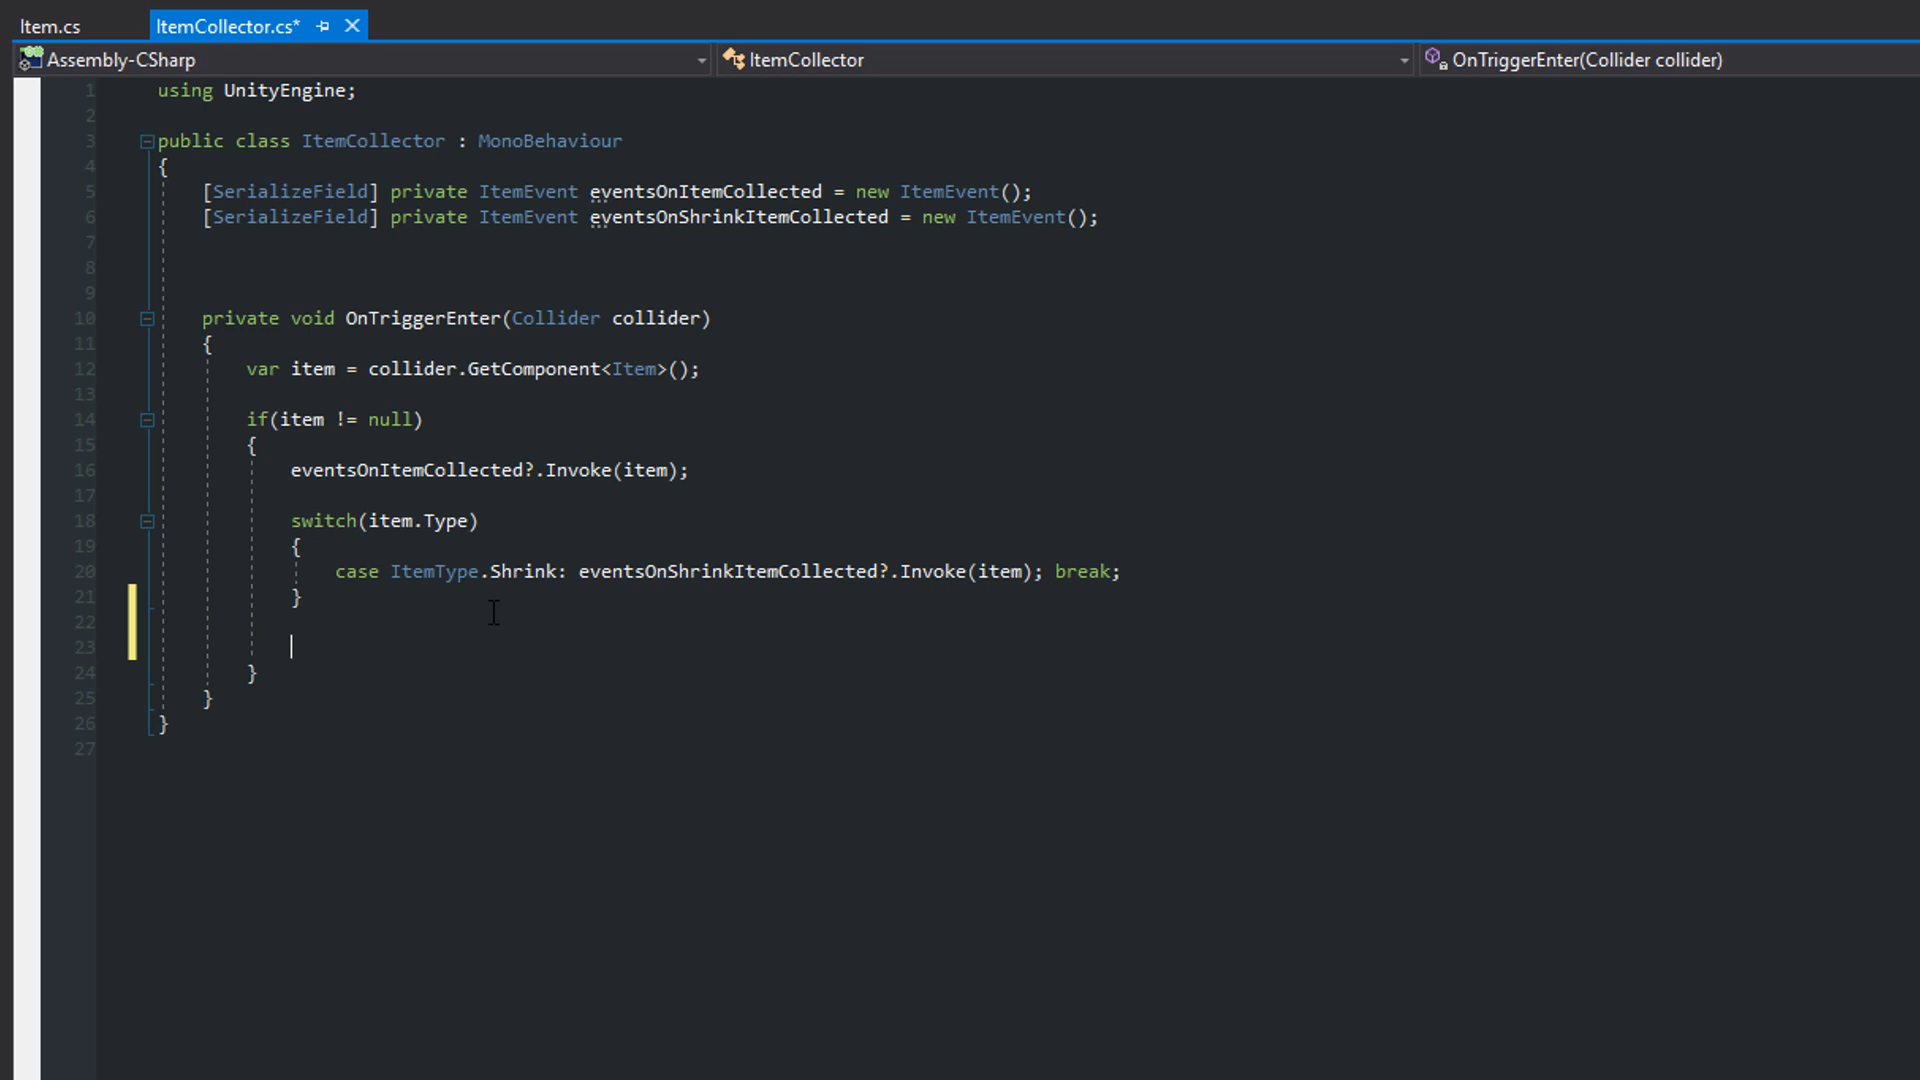 Item.cs ItemCollector.cs*
Assembly-CSharp ItemCollector OnTriggerEnter(Collider collider)
1 using UnityEngine;
2
3 public class ItemCollector : MonoBehaviour
4 {
5 [SerializeField] private ItemEvent eventsOnItemCollected = new ItemEvent();
6 [SerializeField] private ItemEvent eventsOnShrinkItemCollected = new ItemEvent();
7
8
9
10 private void OnTriggerEnter(Collider collider)
11 {
12 var item = collider.GetComponent<Item>();
13
14 if(item != null)
15 {
16 eventsOnItemCollected?.Invoke(item);
17
18 switch(item.Type)
19 {
20 case ItemType.Shrink: eventsOnShrinkItemCollected?.Invoke(item); break;
21 }
22
23
24 }
25 }
26 }
27